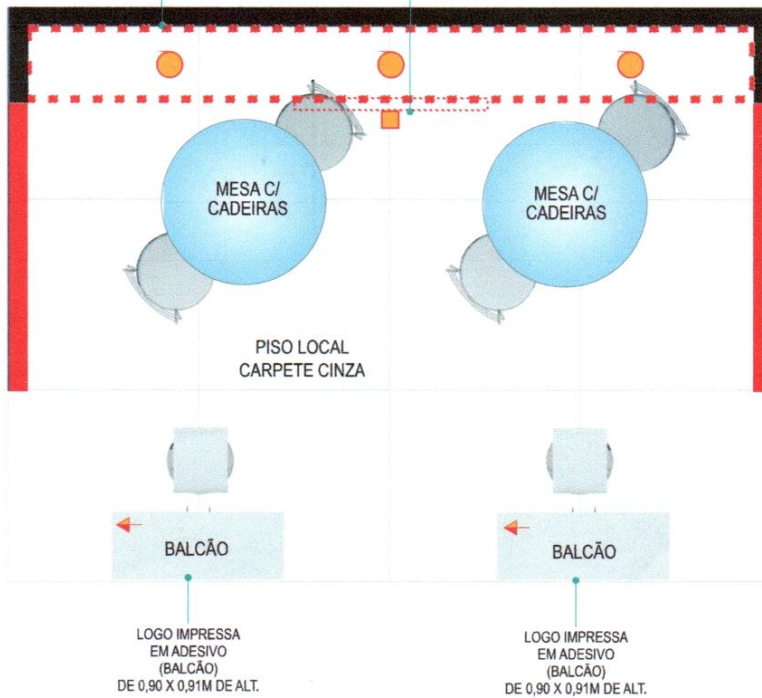 MESA C/
CADEIRAS
MESA C/
CADEIRAS
PISO LOCAL
CARPETE CINZA
BALCÃO
BALCÃO
LOGO IMPRESSA
EM ADESIVO
(BALCÃO)
DE 0,90 X 0,91M DE ALT.
LOGO IMPRESSA
EM ADESIVO
(BALCÃO)
DE 0,90 X 0,91M DE ALT.